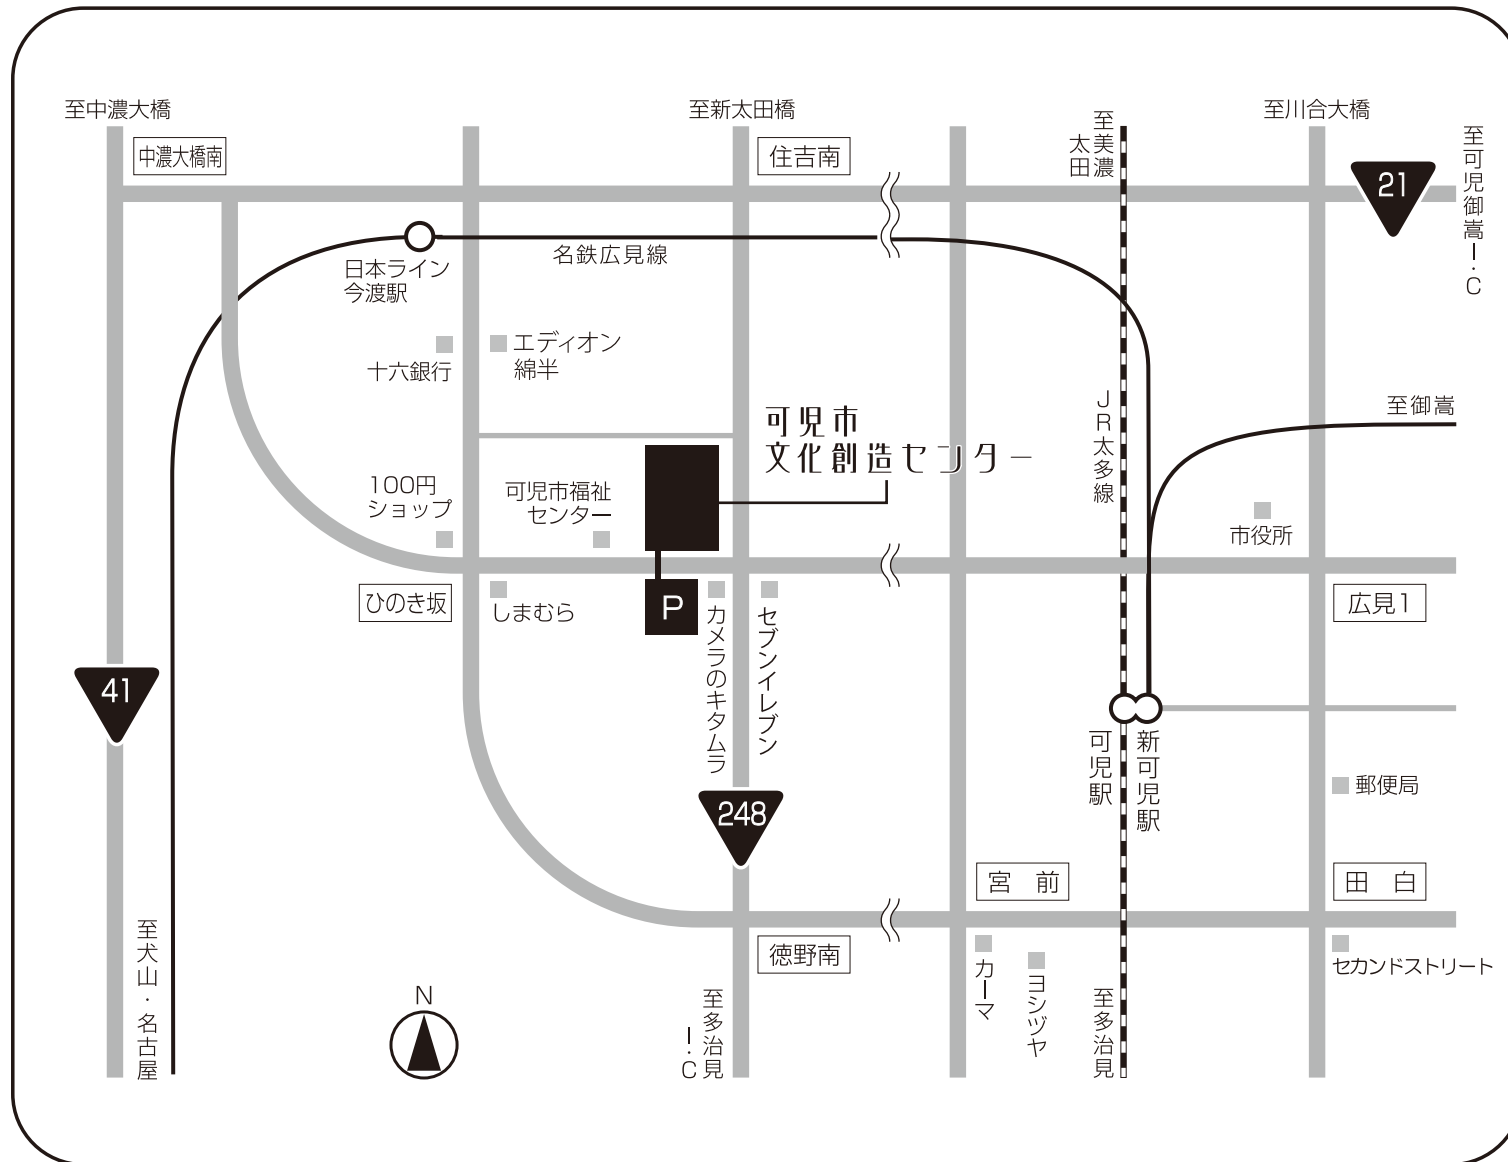 至中濃大橋
至新太田橋
至川合大橋
中濃大橋南
住吉南
至美濃
太田
21
至可児御嵩I.C
名鉄広見線
日本ライン
今渡駅
エディオン
綿半
十六銀行
可児市
文化創造センター
JR太多線
至御嵩
100円
ショップ
可児市福祉
センター
市役所
ひのき坂
しまむら
P
カメラのキタムラ
セブンイレブン
広見1
41
248
可児駅
新可児駅
郵便局
宮 前
田 白
徳野南
カーマ
ヨシヅヤ
セカンドストリート
至犬山・名古屋
N
至多治見
I.C
至多治見